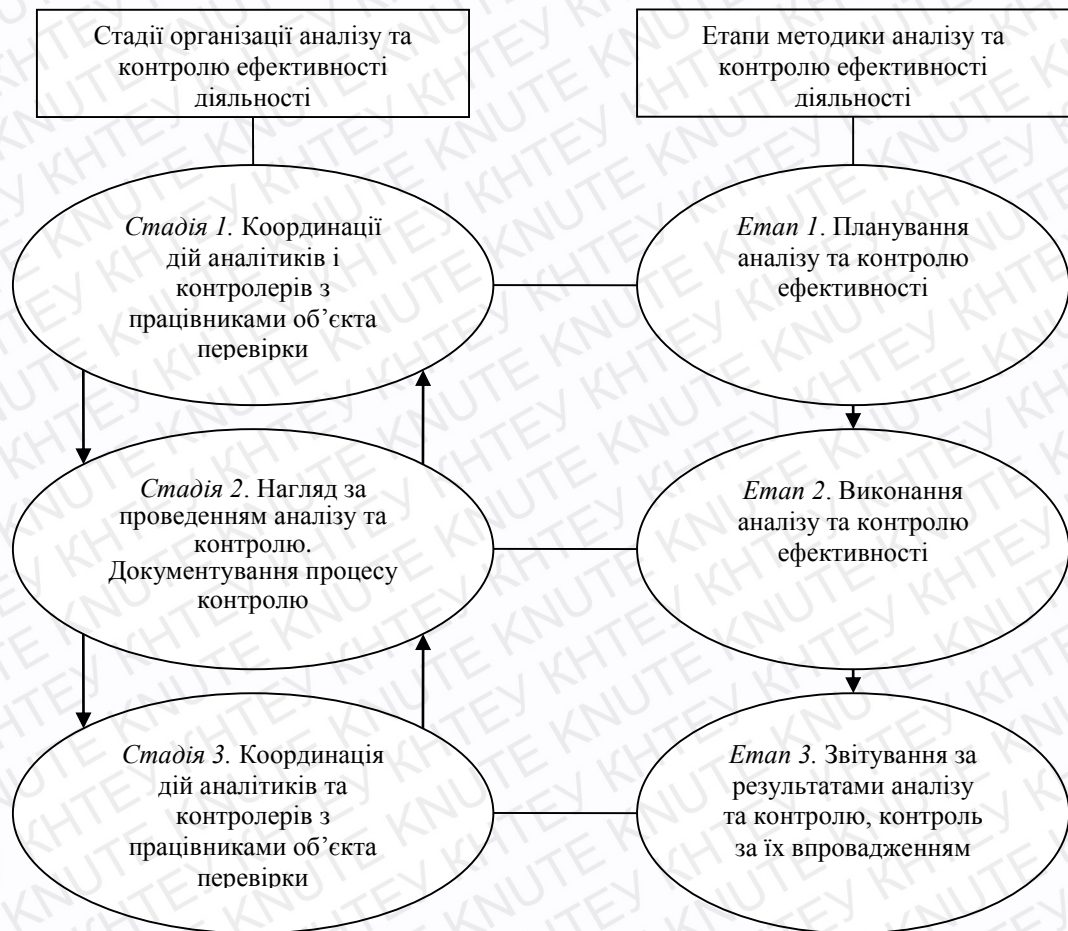 Стадії організації аналізу та
контролю ефективності
діяльності
Етапи методики аналізу та
контролю ефективності
діяльності
Стадія 1. Координації
дій аналітиків і
контролерів з
працівниками об’єкта
перевірки
Етап 1. Планування
аналізу та контролю
ефективності
Стадія 2. Нагляд за
проведенням аналізу та
контролю.
Документування процесу
контролю
Етап 2. Виконання
аналізу та контролю
ефективності
Стадія 3. Координація
дій аналітиків та
контролерів з
працівниками об’єкта
перевірки
Етап 3. Звітування за
результатами аналізу
та контролю, контроль
за їх впровадженням